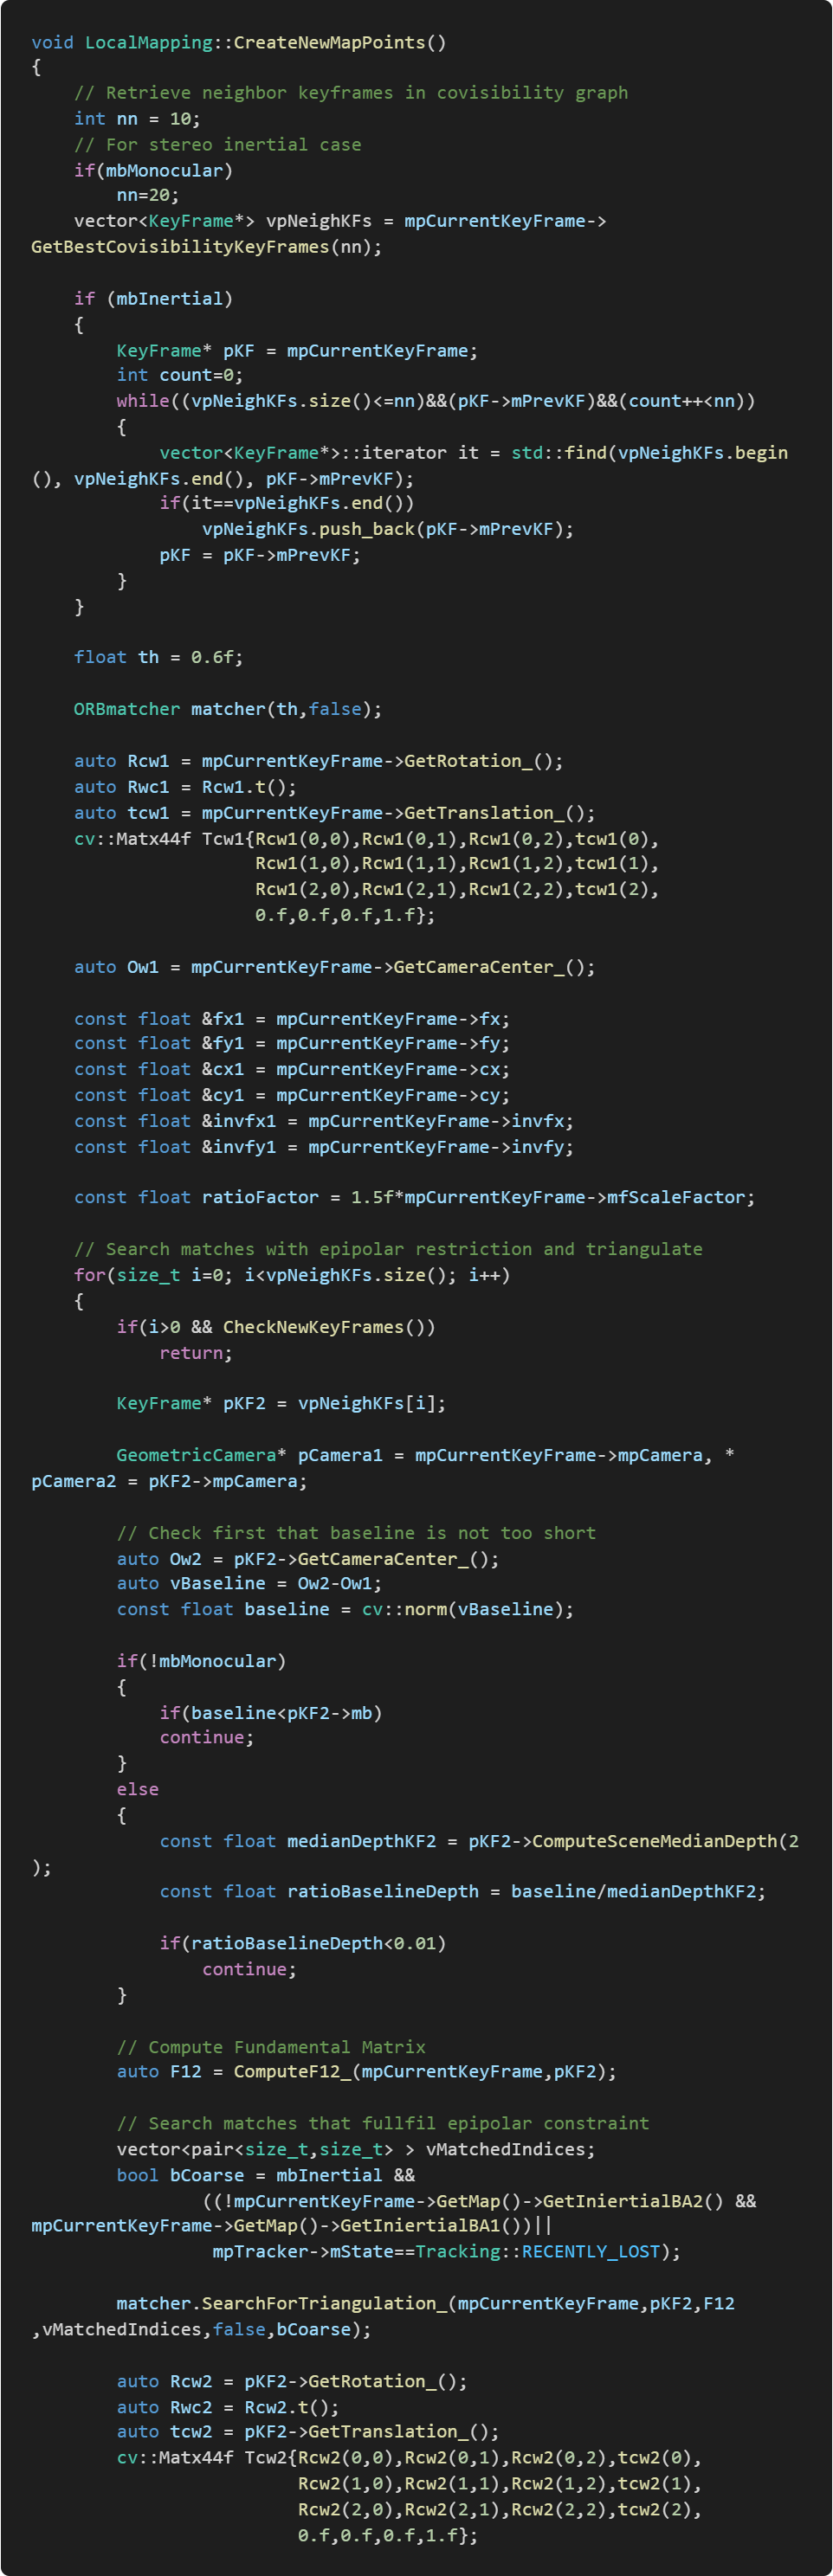 void LocalMapping::CreateNewMapPoints()
{
    // Retrieve neighbor keyframes in covisibility graph
    int nn = 10;
    // For stereo inertial case
    if(mbMonocular)
        nn=20;
    vector<KeyFrame*> vpNeighKFs = mpCurrentKeyFrame->
GetBestCovisibilityKeyFrames(nn);

    if (mbInertial)
    {
        KeyFrame* pKF = mpCurrentKeyFrame;
        int count=0;
        while((vpNeighKFs.size()<=nn)&&(pKF->mPrevKF)&&(count++<nn))
        {
            vector<KeyFrame*>::iterator it = std::find(vpNeighKFs.begin
(), vpNeighKFs.end(), pKF->mPrevKF);
            if(it==vpNeighKFs.end())
                vpNeighKFs.push_back(pKF->mPrevKF);
            pKF = pKF->mPrevKF;
        }
    }

    float th = 0.6f;

    ORBmatcher matcher(th,false);

    auto Rcw1 = mpCurrentKeyFrame->GetRotation_();
    auto Rwc1 = Rcw1.t();
    auto tcw1 = mpCurrentKeyFrame->GetTranslation_();
    cv::Matx44f Tcw1{Rcw1(0,0),Rcw1(0,1),Rcw1(0,2),tcw1(0),
                     Rcw1(1,0),Rcw1(1,1),Rcw1(1,2),tcw1(1),
                     Rcw1(2,0),Rcw1(2,1),Rcw1(2,2),tcw1(2),
                     0.f,0.f,0.f,1.f};

    auto Ow1 = mpCurrentKeyFrame->GetCameraCenter_();

    const float &fx1 = mpCurrentKeyFrame->fx;
    const float &fy1 = mpCurrentKeyFrame->fy;
    const float &cx1 = mpCurrentKeyFrame->cx;
    const float &cy1 = mpCurrentKeyFrame->cy;
    const float &invfx1 = mpCurrentKeyFrame->invfx;
    const float &invfy1 = mpCurrentKeyFrame->invfy;

    const float ratioFactor = 1.5f*mpCurrentKeyFrame->mfScaleFactor;

    // Search matches with epipolar restriction and triangulate
    for(size_t i=0; i<vpNeighKFs.size(); i++)
    {
        if(i>0 && CheckNewKeyFrames())
            return;

        KeyFrame* pKF2 = vpNeighKFs[i];

        GeometricCamera* pCamera1 = mpCurrentKeyFrame->mpCamera, *
pCamera2 = pKF2->mpCamera;

        // Check first that baseline is not too short
        auto Ow2 = pKF2->GetCameraCenter_();
        auto vBaseline = Ow2-Ow1;
        const float baseline = cv::norm(vBaseline);

        if(!mbMonocular)
        {
            if(baseline<pKF2->mb)
            continue;
        }
        else
        {
            const float medianDepthKF2 = pKF2->ComputeSceneMedianDepth(2
);
            const float ratioBaselineDepth = baseline/medianDepthKF2;

            if(ratioBaselineDepth<0.01)
                continue;
        }

        // Compute Fundamental Matrix
        auto F12 = ComputeF12_(mpCurrentKeyFrame,pKF2);

        // Search matches that fullfil epipolar constraint
        vector<pair<size_t,size_t> > vMatchedIndices;
        bool bCoarse = mbInertial &&
                ((!mpCurrentKeyFrame->GetMap()->GetIniertialBA2() &&
mpCurrentKeyFrame->GetMap()->GetIniertialBA1())||
                 mpTracker->mState==Tracking::RECENTLY_LOST);

        matcher.SearchForTriangulation_(mpCurrentKeyFrame,pKF2,F12
,vMatchedIndices,false,bCoarse);

        auto Rcw2 = pKF2->GetRotation_();
        auto Rwc2 = Rcw2.t();
        auto tcw2 = pKF2->GetTranslation_();
        cv::Matx44f Tcw2{Rcw2(0,0),Rcw2(0,1),Rcw2(0,2),tcw2(0),
                         Rcw2(1,0),Rcw2(1,1),Rcw2(1,2),tcw2(1),
                         Rcw2(2,0),Rcw2(2,1),Rcw2(2,2),tcw2(2),
                         0.f,0.f,0.f,1.f};